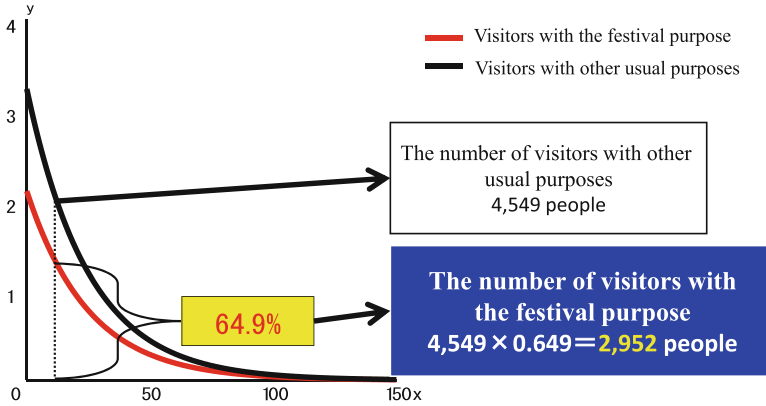 y
4
Visitors with the festival purpose
Visitors with other usual purposes
3
The number of visitors with other
usual purposes
4,549 people
2
1
64.9%
The number of visitors with
the festival purpose
4,549×0.649=2,952 people
0 50 100 150 x